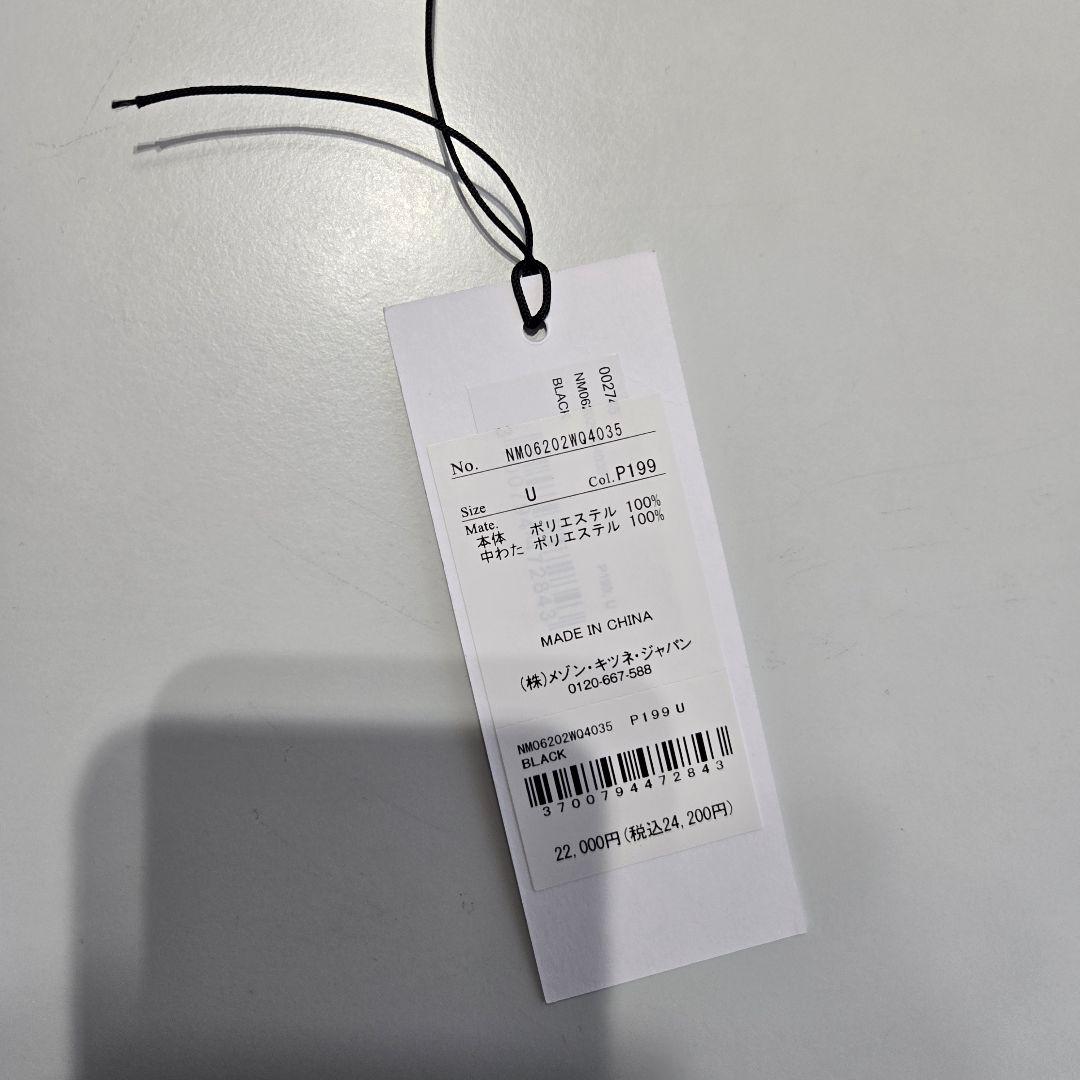 0027
NM06
BLAC
No. NM06202WQ4035
Size U Col.P199
Mate.
本体 ポリエステル 100%
中わた ポリエステル 100%
MADE IN CHINA
(株)メゾン・キツネ・ジャパン
0120-667-588
NM06202WQ4035 P199 U
BLACK
3700794472843
22,000円(税込24,200円)